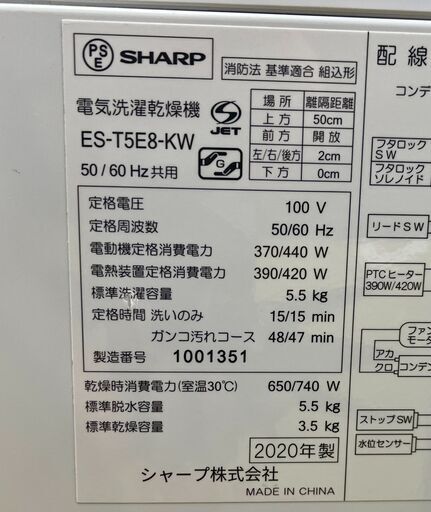 PS
E
SHARP
消防法 基準適合 組込形
電気洗濯乾燥機
ES-T5E8-KW
50/60Hz共用
S
JET
G
場所 離隔距離
上方 50cm
前方 開放
左/右/後方 2cm
下方 0cm
定格電圧 100 V
定格周波数 50/60 Hz
電動機定格消費電力 370/440 W
電熱装置定格消費電力 390/420 W
標準洗濯容量 5.5 kg
定格時間 洗いのみ 15/15 min
ガンコ汚れコース 48/47 min
製造番号 1001351
乾燥時消費電力(室温30℃) 650/740 W
標準脱水容量 5.5 kg
標準乾燥容量 3.5 kg
2020年製
シャープ株式会社
MADE IN CHINA
配線
コンデ
フタロック
SW
フタロック
ソレノイド
リードSW
PTCヒーター
390W/420W
ファン
モータ
アカ
クロ
コンデン
ストップSW
水位センサー